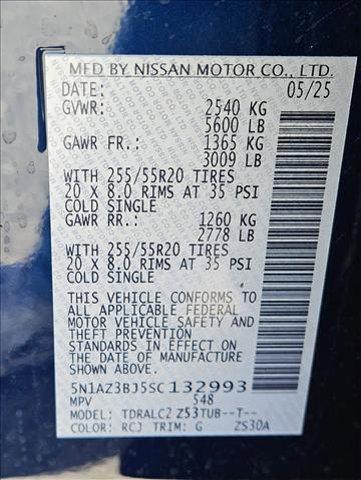 MFD BY NISSAN MOTOR CO., LTD.
DATE: 05/25
GVWR: 2540 KG
5600 LB
GAWR FR.: 1365 KG
3009 LB
WITH 255/55R20 TIRES
20 X 8.0 RIMS AT 35 PSI
COLD SINGLE
GAWR RR.: 1260 KG
2778 LB
WITH 255/55R20 TIRES
20 X 8.0 RIMS AT 35 PSI
COLD SINGLE
THIS VEHICLE CONFORMS TO
ALL APPLICABLE FEDERAL
MOTOR VEHICLE SAFETY AND
THEFT PREVENTION
STANDARDS IN EFFECT ON
THE DATE OF MANUFACTURE
SHOWN ABOVE.
5N1AZ3BJ5SC132993
MPV 548
MODEL: TDRALC2 Z53TUB--T--
COLOR: RCJ TRIM: G ZS30A